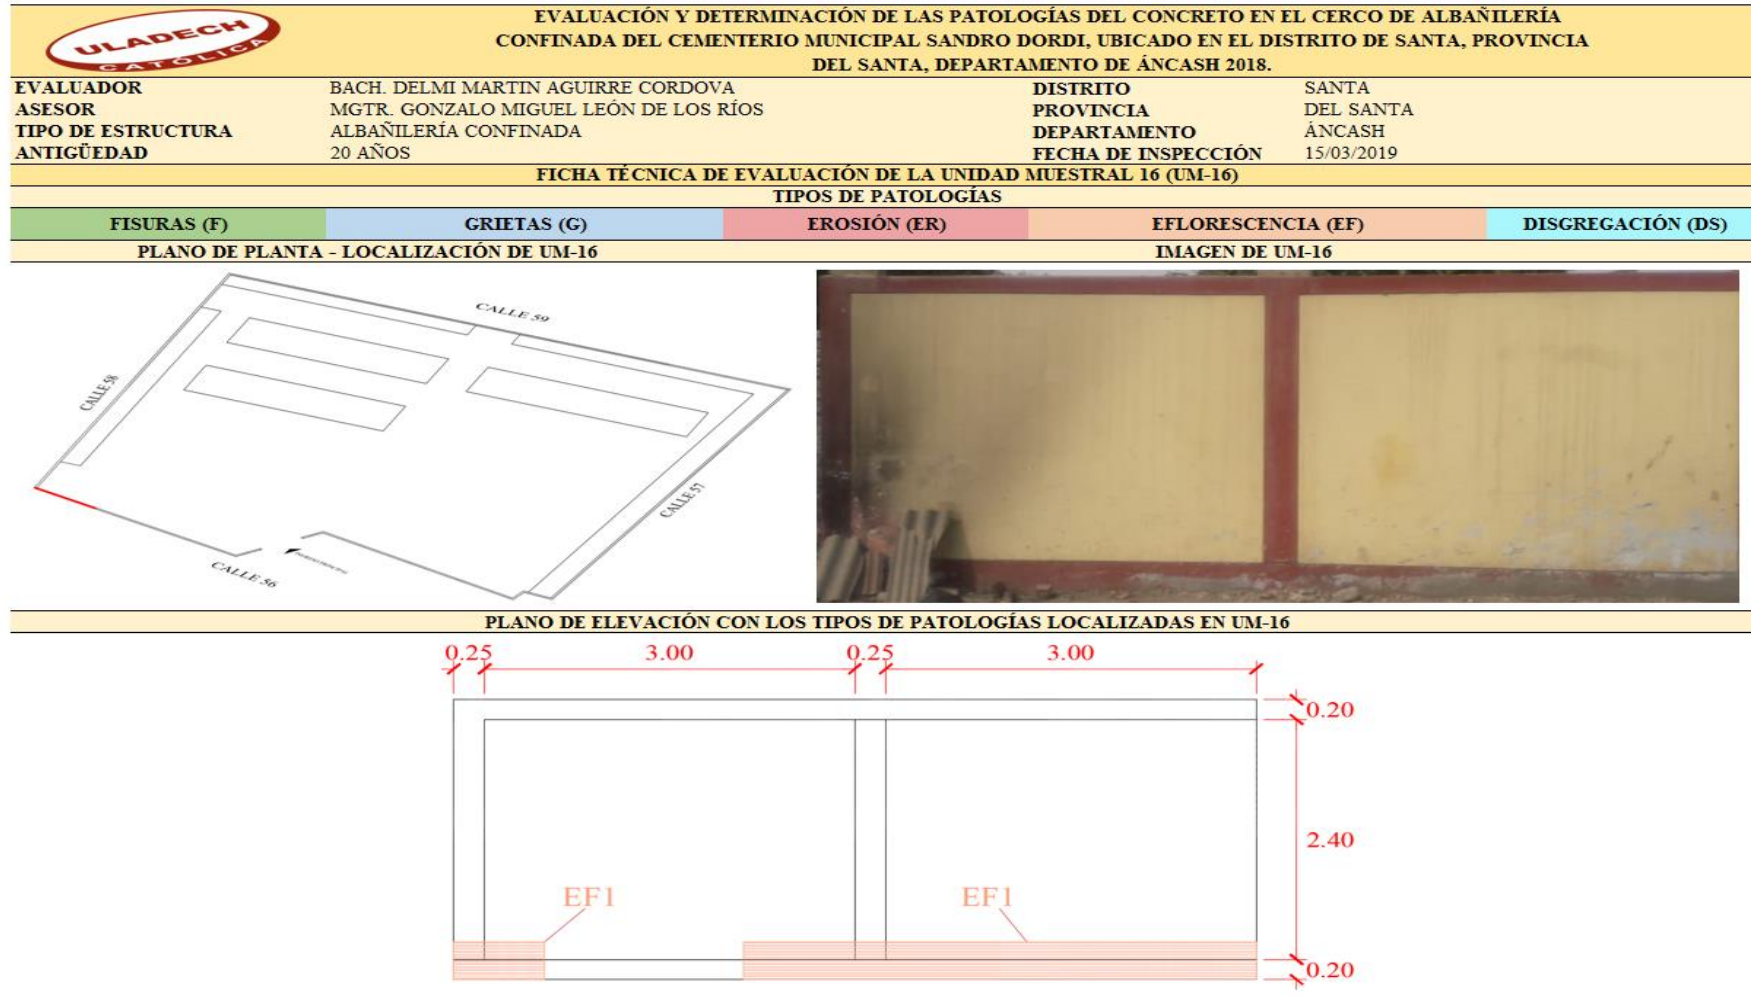 ULADECH
CATÓLICA
EVALUACIÓN Y DETERMINACIÓN DE LAS PATOLOGÍAS DEL CONCRETO EN EL CERCO DE ALBAÑILERÍA
CONFINADA DEL CEMENTERIO MUNICIPAL SANDRO DORDI, UBICADO EN EL DISTRITO DE SANTA, PROVINCIA
DEL SANTA, DEPARTAMENTO DE ÁNCASH 2018.
EVALUADOR BACH. DELMI MARTIN AGUIRRE CORDOVA DISTRITO SANTA
ASESOR MGTR. GONZALO MIGUEL LEÓN DE LOS RÍOS PROVINCIA DEL SANTA
TIPO DE ESTRUCTURA ALBAÑILERÍA CONFINADA DEPARTAMENTO ÁNCASH
ANTIGÜEDAD 20 AÑOS FECHA DE INSPECCIÓN 15/03/2019
FICHA TÉCNICA DE EVALUACIÓN DE LA UNIDAD MUESTRAL 16 (UM-16)
TIPOS DE PATOLOGÍAS
FISURAS (F) GRIETAS (G) EROSIÓN (ER) EFLORESCENCIA (EF) DISGREGACIÓN (DS)
PLANO DE PLANTA - LOCALIZACIÓN DE UM-16 IMAGEN DE UM-16
CALLE 59
CALLE 58
CALLE 57
CALLE 56
PLANO DE ELEVACIÓN CON LOS TIPOS DE PATOLOGÍAS LOCALIZADAS EN UM-16
0.25 3.00 0.25 3.00
0.20
2.40
EF1 EF1
0.20